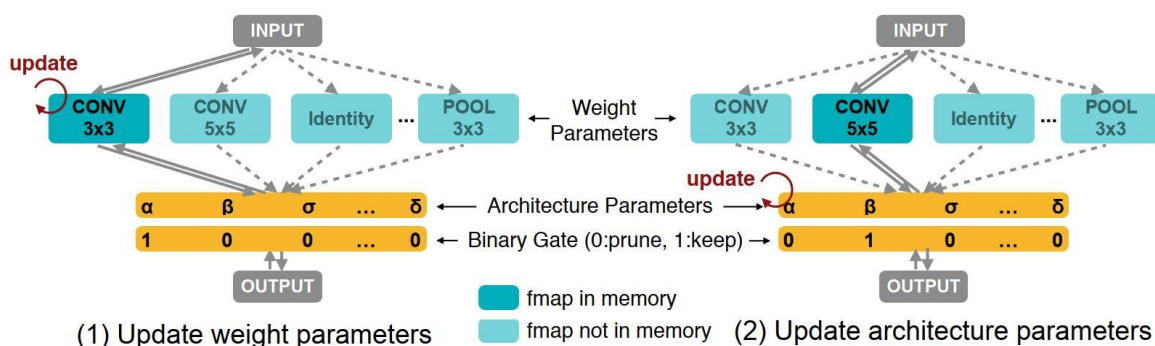 INPUT
update
CONV
3x3
CONV
5x5
Identity
...
POOL
3x3
α β σ ... δ
1 0 0 ... 0
OUTPUT
(1) Update weight parameters
Weight
Parameters
Architecture Parameters
Binary Gate (0:prune, 1:keep)
fmap in memory
fmap not in memory
INPUT
CONV
3x3
CONV
5x5
Identity
...
POOL
3x3
update
α β σ ... δ
0 1 0 ... 0
OUTPUT
(2) Update architecture parameters